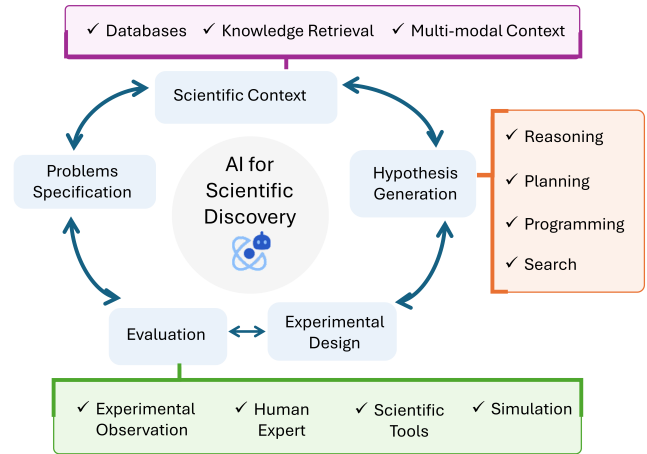 ✓ Databases ✓ Knowledge Retrieval ✓ Multi-modal Context
Scientific Context
Problems
Specification
AI for
Scientific
Discovery
Hypothesis
Generation
✓ Reasoning
✓ Planning
✓ Programming
✓ Search
Evaluation
Experimental
Design
✓ Experimental
Observation
✓ Human
Expert
✓ Scientific
Tools
✓ Simulation